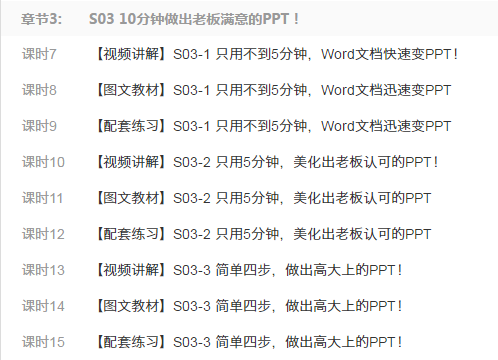 章节3: S03 10分钟做出老板满意的PPT！
课时7 【视频讲解】S03-1 只用不到5分钟，Word文档快速变PPT！
课时8 【图文教材】S03-1 只用不到5分钟，Word文档迅速变PPT
课时9 【配套练习】S03-1 只用不到5分钟，Word文档迅速变PPT
课时10 【视频讲解】S03-2 只用5分钟，美化出老板认可的PPT！
课时11 【图文教材】S03-2 只用5分钟，美化出老板认可的PPT
课时12 【配套练习】S03-2 只用5分钟，美化出老板认可的PPT
课时13 【视频讲解】S03-3 简单四步，做出高大上的PPT！
课时14 【图文教材】S03-3 简单四步，做出高大上的PPT！
课时15 【配套练习】S03-3 简单四步，做出高大上的PPT！